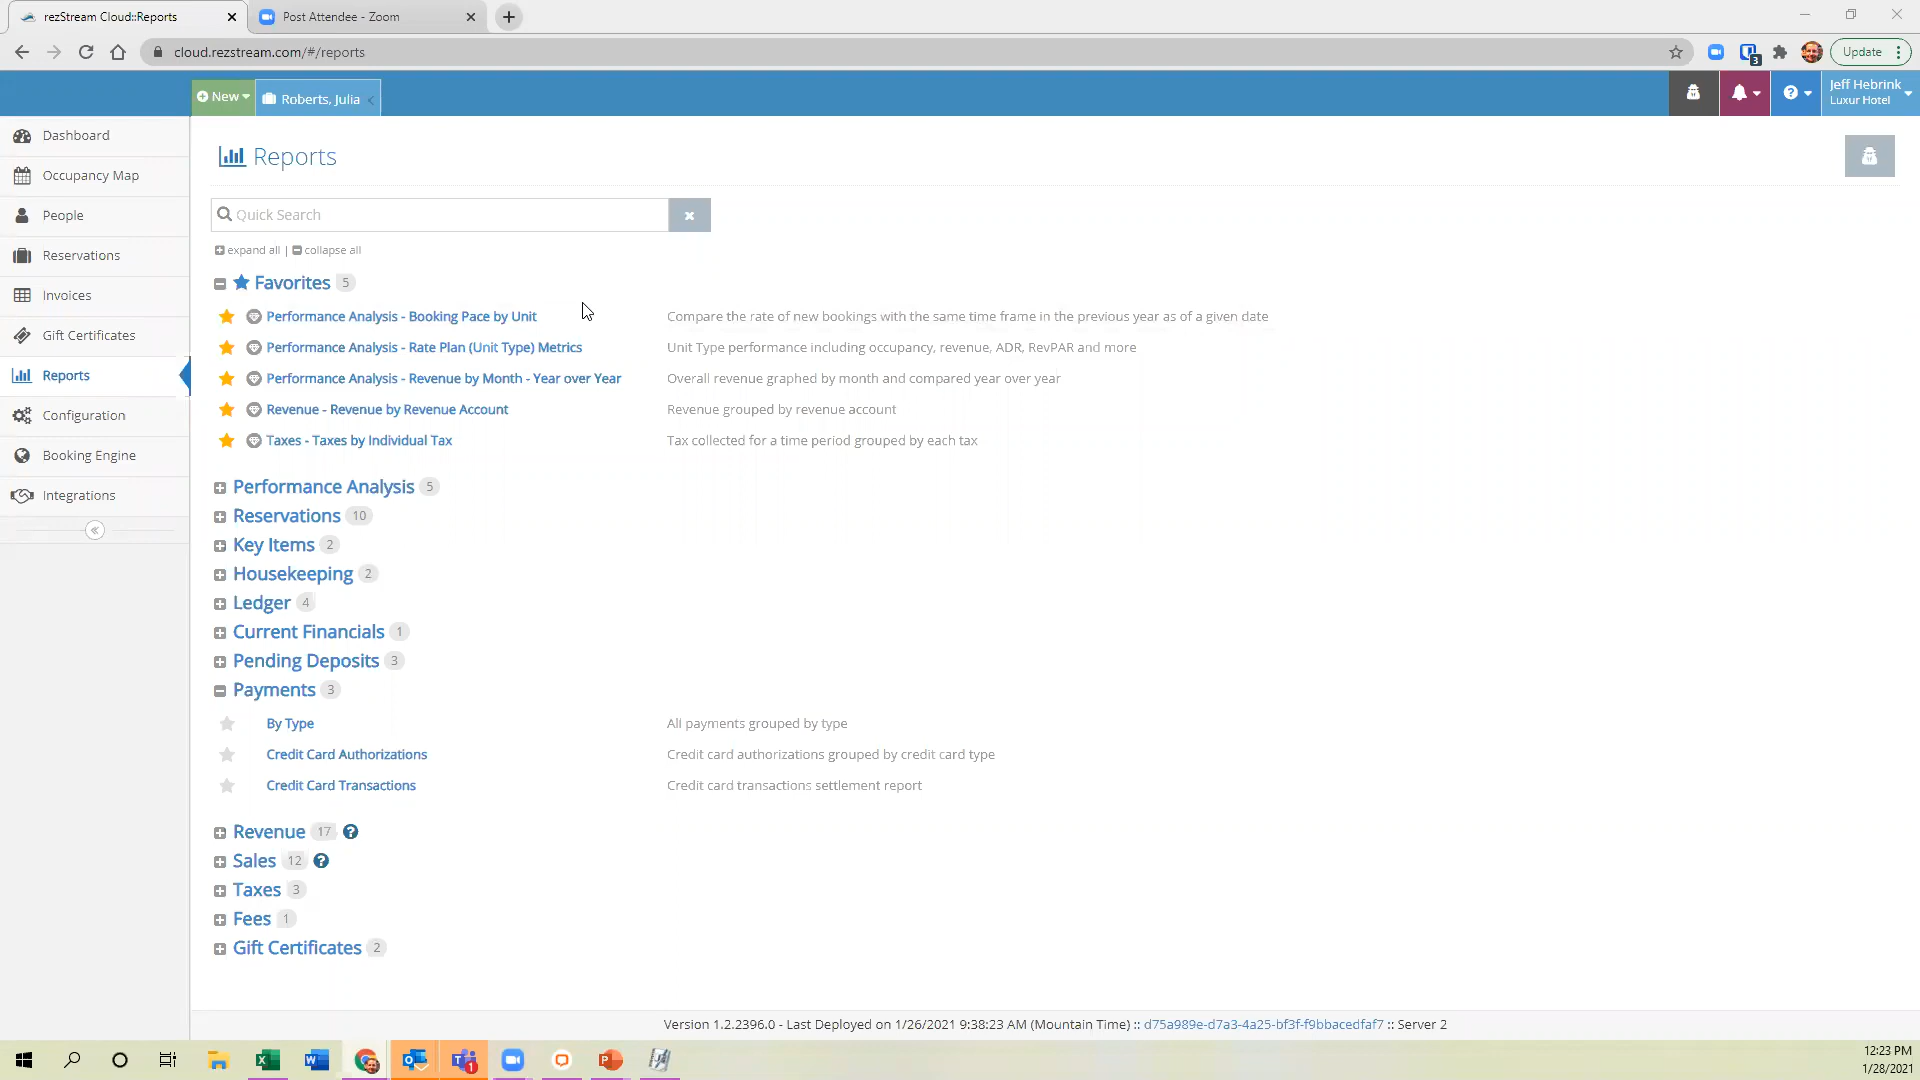 rezStream Cloud::Reports
Post Attendee - Zoom
cloud.rezstream.com/#/reports
3
Update
New
Roberts, Julia
Jeff Hebrink
Luxur Hotel
Dashboard
Occupancy Map
People
Reservations
Invoices
Gift Certificates
Reports
Configuration
Booking Engine
Integrations
Reports
Quick Search
expand all | collapse all
Favorites 5
Performance Analysis - Booking Pace by Unit Compare the rate of new bookings with the same time frame in the previous year as of a given date
Performance Analysis - Rate Plan (Unit Type) Metrics Unit Type performance including occupancy, revenue, ADR, RevPAR and more
Performance Analysis - Revenue by Month - Year over Year Overall revenue graphed by month and compared year over year
Revenue - Revenue by Revenue Account Revenue grouped by revenue account
Taxes - Taxes by Individual Tax Tax collected for a time period grouped by each tax
Performance Analysis 5
Reservations 10
Key Items 2
Housekeeping 2
Ledger 4
Current Financials 1
Pending Deposits 3
Payments 3
By Type All payments grouped by type
Credit Card Authorizations Credit card authorizations grouped by credit card type
Credit Card Transactions Credit card transactions settlement report
Revenue 17 ?
Sales 12 ?
Taxes 3
Fees 1
Gift Certificates 2
Version 1.2.2396.0 - Last Deployed on 1/26/2021 9:38:23 AM (Mountain Time) :: d75a989e-d7a3-4a25-bf3f-f9bbacedfaf7 :: Server 2
1
12:23 PM
1/28/2021